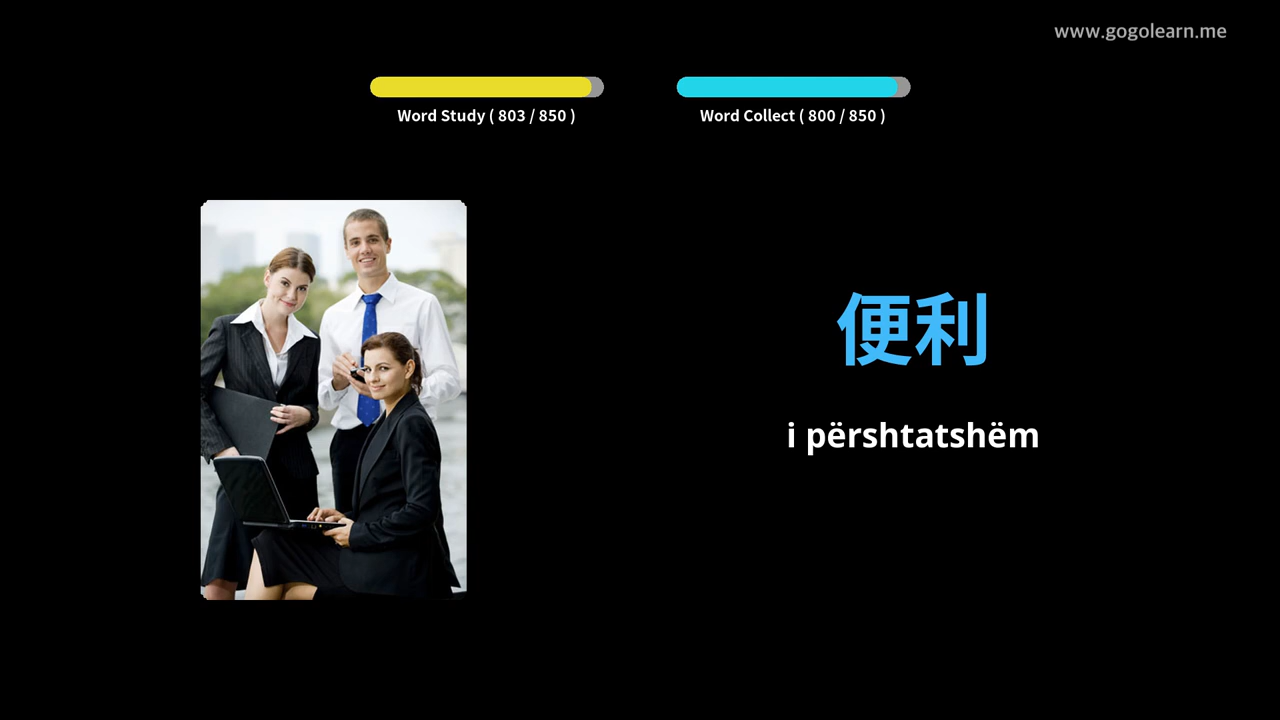 www.gogolearn.me
Word Study ( 803 / 850 )
Word Collect ( 800 / 850 )
便利
i përshtatshëm